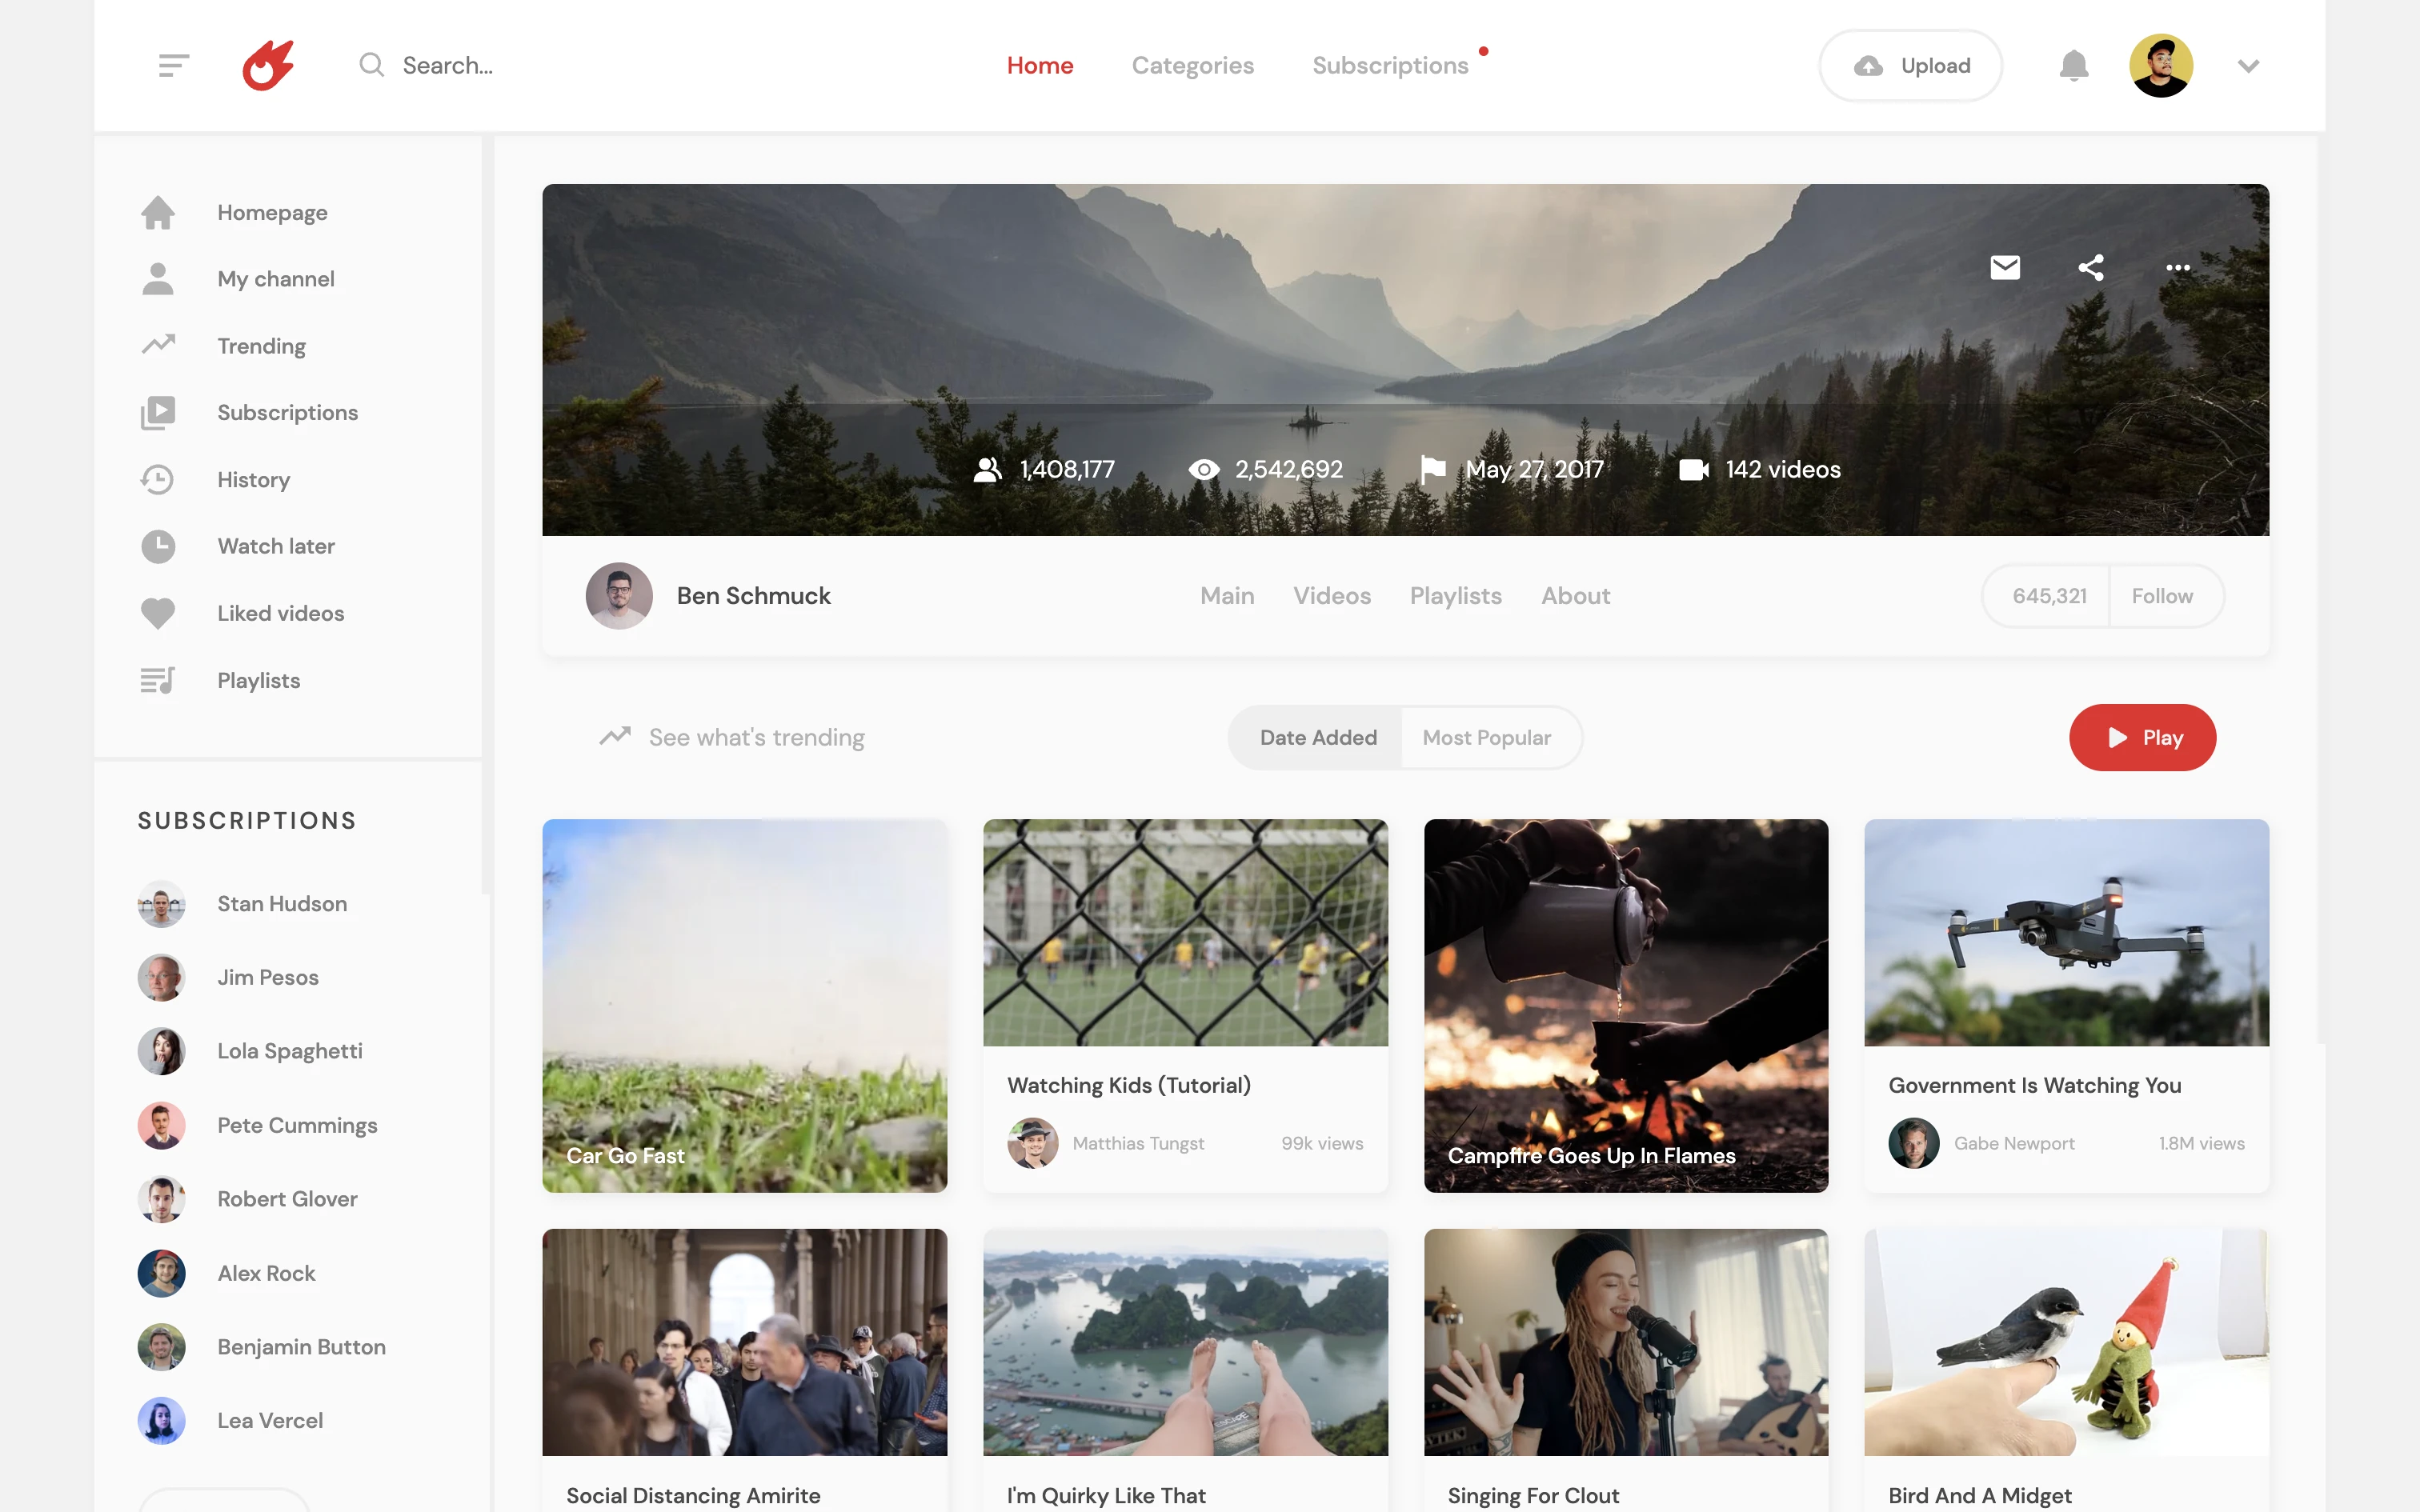 Search...
Home
Categories
Subscriptions
Upload
Homepage
My channel
Trending
Subscriptions
History
Watch later
Liked videos
Playlists
SUBSCRIPTIONS
Stan Hudson
Jim Pesos
Lola Spaghetti
Pete Cummings
Robert Glover
Alex Rock
Benjamin Button
Lea Vercel
1,408,177
2,542,692
May 27, 2017
142 videos
Ben Schmuck
Main
Videos
Playlists
About
645,321
Follow
See what's trending
Date Added
Most Popular
Play
Car Go Fast
Watching Kids (Tutorial)
Matthias Tungst
99k views
Campfire Goes Up In Flames
Government Is Watching You
Gabe Newport
1.8M views
Social Distancing Amirite
I'm Quirky Like That
Singing For Clout
Bird And A Midget